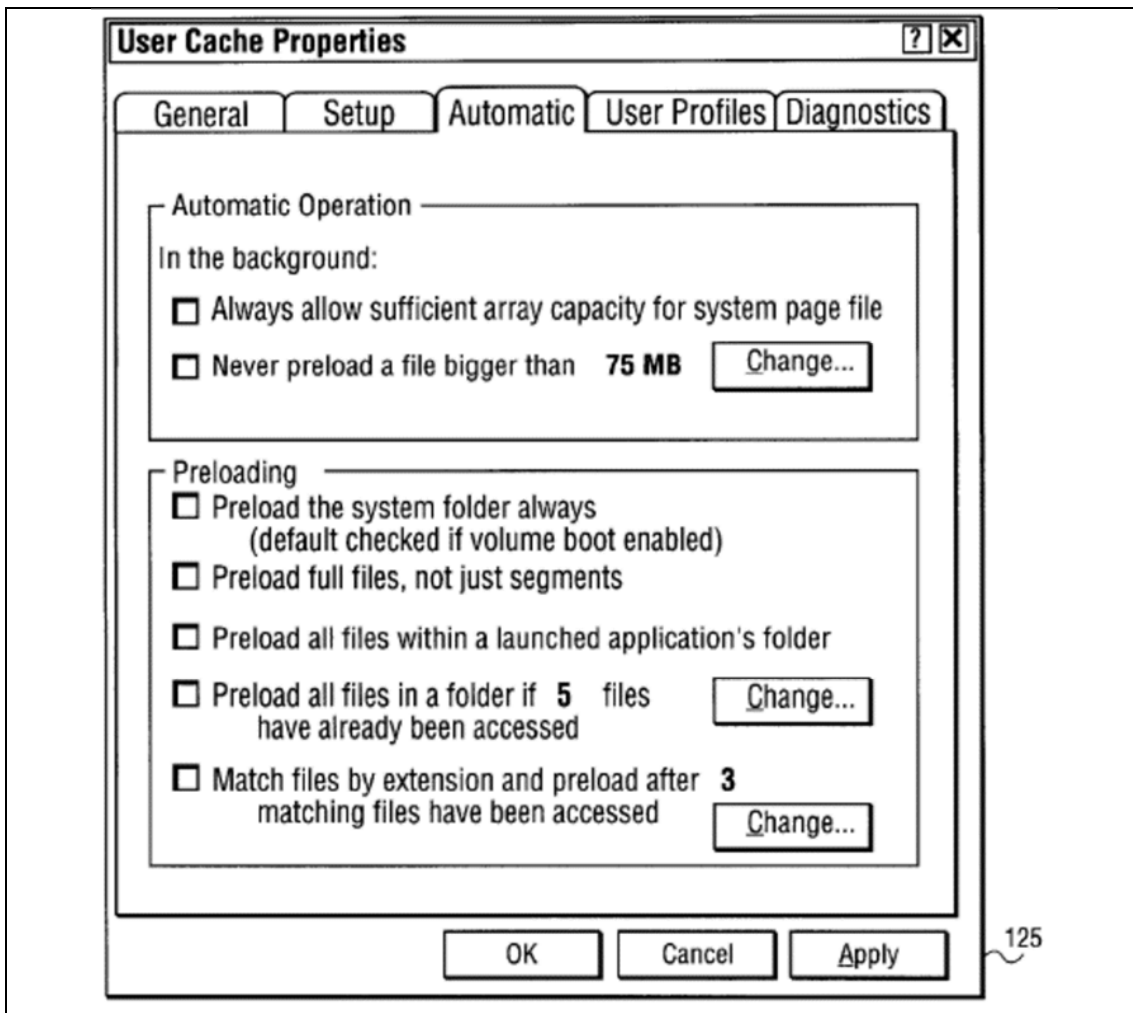 User Cache Properties ? X
General Setup Automatic User Profiles Diagnostics
Automatic Operation
In the background:
Always allow sufficient array capacity for system page file
Never preload a file bigger than 75 MB Change...
Preloading
Preload the system folder always
(default checked if volume boot enabled)
Preload full files, not just segments
Preload all files within a launched application's folder
Preload all files in a folder if 5 files Change...
have already been accessed
Match files by extension and preload after 3
matching files have been accessed Change...
OK Cancel Apply 125